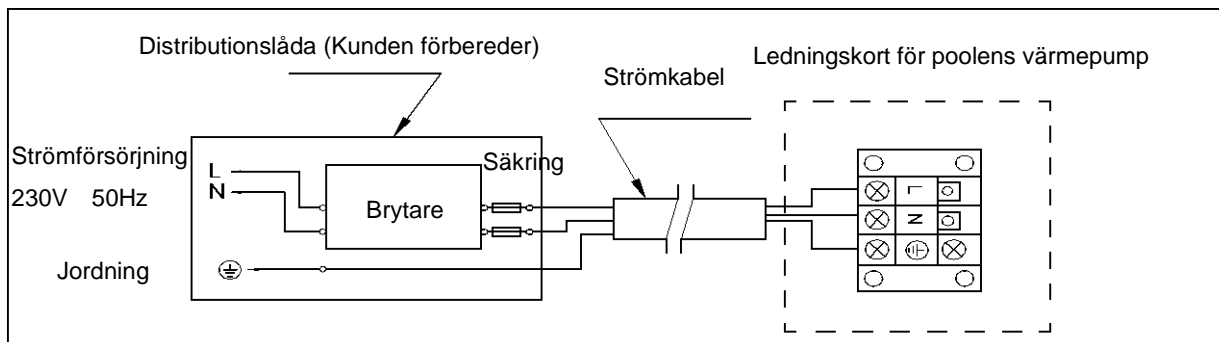 Distributionslåda (Kunden förbereder)
Strömkabel
Ledningskort för poolens värmepump
Strömförsörjning
230V 50Hz
L
N
Säkring
Brytare
Jordning
L
N